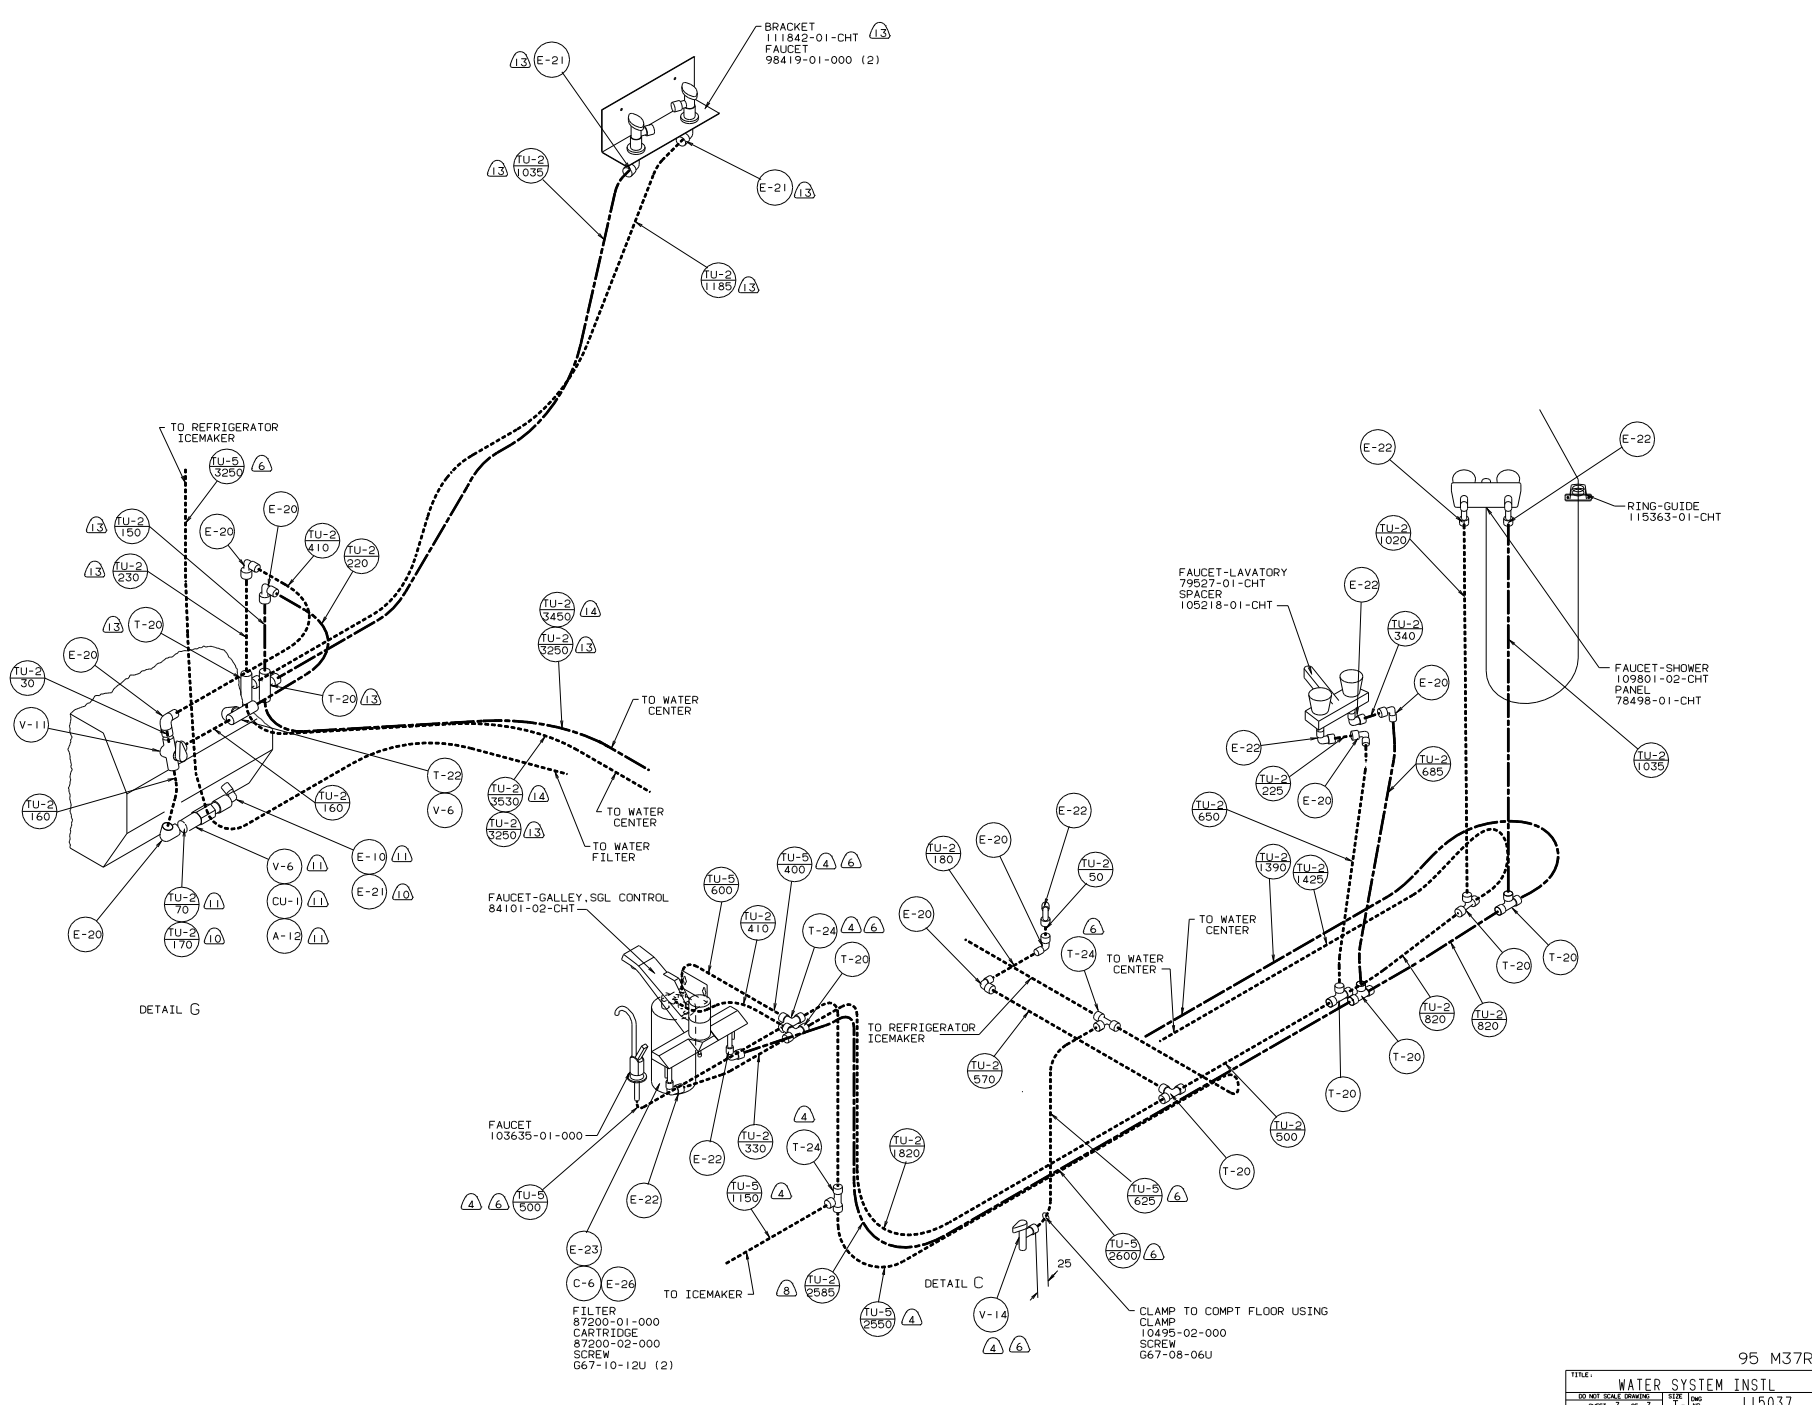 BRACKET
111842-01-CHT 13
FAUCET
98419-01-000 (2)
13 E-21
13 TU-2
1035
E-21 13
TU-2
1185 13
TO REFRIGERATOR
ICEMAKER
TU-5
3250 6
E-20
E-20
13 TU-2
150
TU-2
410
TU-2
220
13 TU-2
230
13 T-20
E-20
TU-2
30
V-11
TU-2
160
T-20 13
TU-2
3450 14
TU-2
3250 13
TO WATER
CENTER
T-22
V-6
TU-2
160
TU-2
3530 14
TU-2
3250 13
TO WATER
CENTER
TO WATER
FILTER
E-10 11
E-21 10
V-6 11
CU-1 11
A-12 11
TU-2
70 11
TU-2
170 10
E-20
DETAIL G
FAUCET-GALLEY,SGL CONTROL
84101-02-CHT
TU-5
600
TU-2
410
TU-5
400 4 6
T-24 4 6
T-20
FAUCET
103635-01-000
4 6 TU-5
500
E-23
C-6 E-26
FILTER
87200-01-000
CARTRIDGE
87200-02-000
SCREW
G67-10-12U (2)
E-22
E-22
TU-2
330
4
T-24
TU-5
1150 4
TO ICEMAKER
8 TU-2
2585
TU-5
2550 4
TU-2
1820
DETAIL C
V-14
4 6
25
CLAMP TO COMPT FLOOR USING
CLAMP
10495-02-000
SCREW
G67-08-06U
TU-5
2600 6
TU-5
625 6
T-20
TU-2
500
TO REFRIGERATOR
ICEMAKER
TU-2
570
E-20
TU-2
180
E-20
E-22
TU-2
50
6
T-24
TO WATER
CENTER
TO WATER
CENTER
TU-2
1390
TU-2
1425
TU-2
650
TU-2
225
E-20
E-22
FAUCET-LAVATORY
79527-01-CHT
SPACER
105218-01-CHT
E-22
TU-2
340
E-20
TU-2
685
TU-2
1020
E-22
E-22
RING-GUIDE
115363-01-CHT
FAUCET-SHOWER
109801-02-CHT
PANEL
78498-01-CHT
TU-2
1035
T-20
T-20
TU-2
820
TU-2
820
T-20
T-20
95 M37R
TITLE:
WATER SYSTEM INSTL
DO NOT SCALE DRAWING SIZE DWG
115037